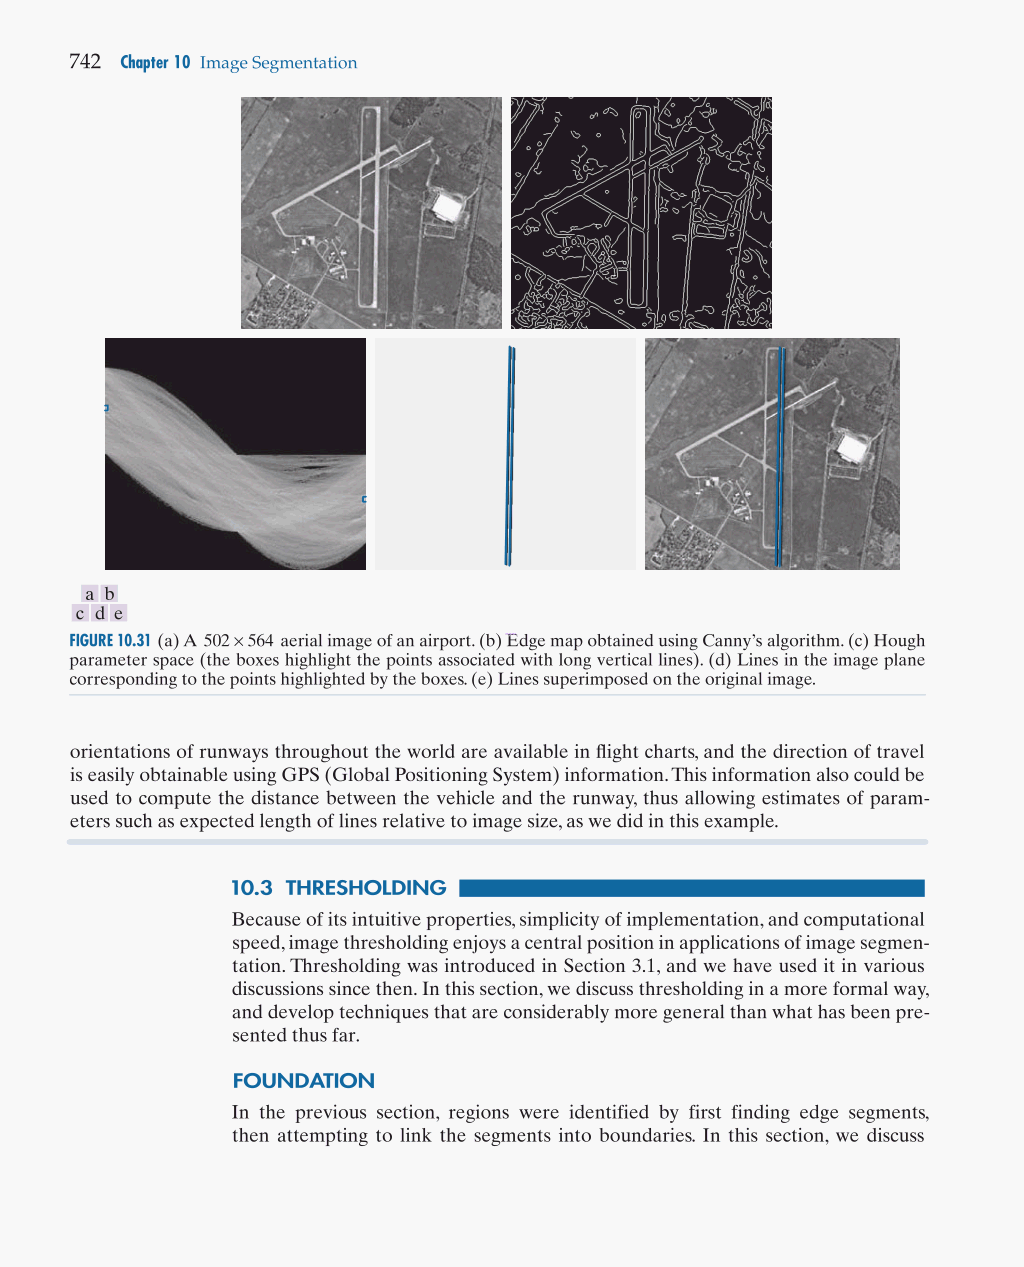 742 Chapter 10 Image Segmentation
a b
c d e
FIGURE 10.31 (a) A 502 × 564 aerial image of an airport. (b) Edge map obtained using Canny's algorithm. (c) Hough
parameter space (the boxes highlight the points associated with long vertical lines). (d) Lines in the image plane
corresponding to the points highlighted by the boxes. (e) Lines superimposed on the original image.
orientations of runways throughout the world are available in flight charts, and the direction of travel
is easily obtainable using GPS (Global Positioning System) information. This information also could be
used to compute the distance between the vehicle and the runway, thus allowing estimates of param-
eters such as expected length of lines relative to image size, as we did in this example.
10.3 THRESHOLDING
Because of its intuitive properties, simplicity of implementation, and computational
speed, image thresholding enjoys a central position in applications of image segmen-
tation. Thresholding was introduced in Section 3.1, and we have used it in various
discussions since then. In this section, we discuss thresholding in a more formal way,
and develop techniques that are considerably more general than what has been pre-
sented thus far.
FOUNDATION
In the previous section, regions were identified by first finding edge segments,
then attempting to link the segments into boundaries. In this section, we discuss